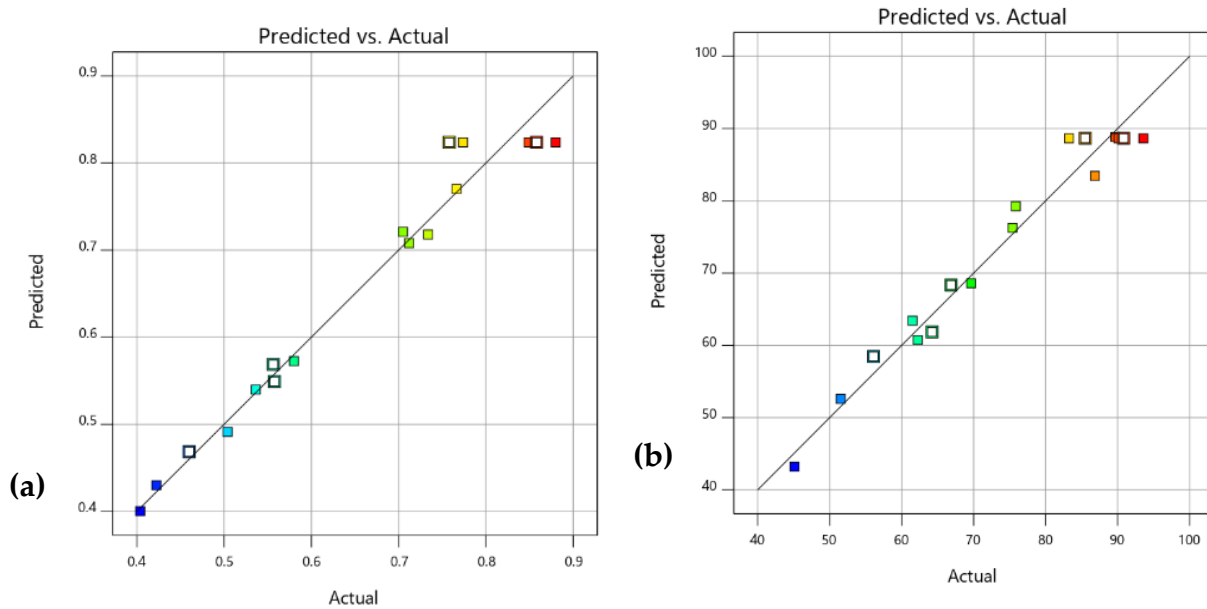 Predicted vs. Actual
0.9
0.8
0.7
0.6
0.5
0.4
Predicted
0.4 0.5 0.6 0.7 0.8 0.9
Actual
(a)
Predicted vs. Actual
100
90
80
70
60
50
40
Predicted
40 50 60 70 80 90 100
Actual
(b)